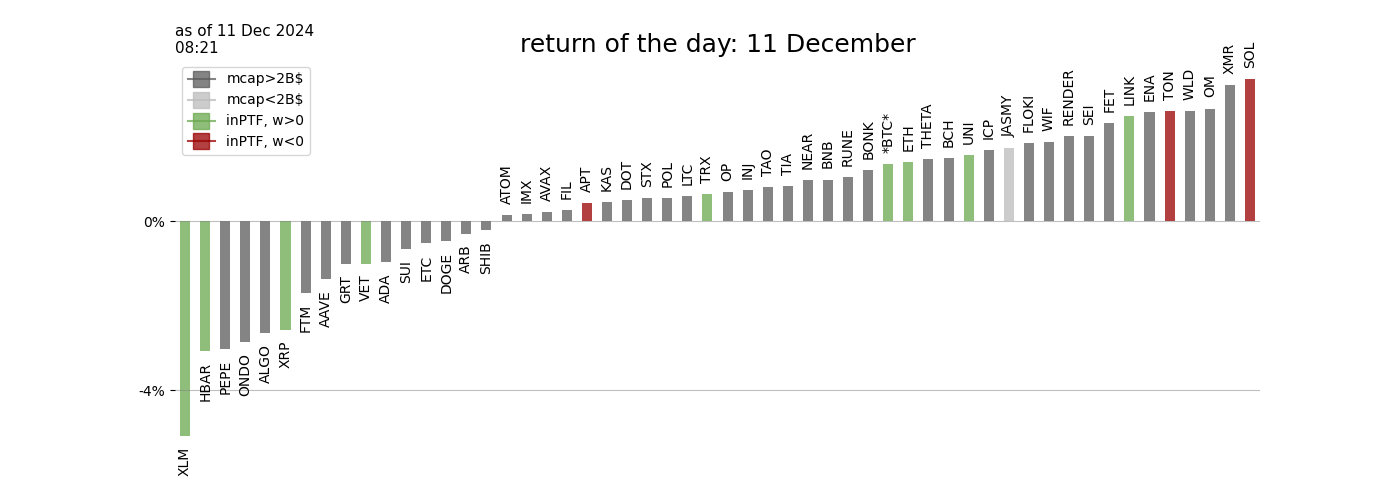 as of 11 Dec 2024
08:21
return of the day: 11 December
mcap>2B$
mcap<2B$
inPTF, w>0
inPTF, w<0
0%
-4%
XLM
HBAR
PEPE
ONDO
ALGO
XRP
FTM
AAVE
GRT
VET
ADA
SUI
ETC
DOGE
ARB
SHIB
ATOM
IMX
AVAX
FIL
APT
KAS
DOT
STX
POL
LTC
TRX
OP
INJ
TAO
TIA
NEAR
BNB
RUNE
BONK
*BTC*
ETH
THETA
BCH
UNI
ICP
JASMY
FLOKI
WIF
RENDER
SEI
FET
LINK
ENA
TON
WLD
OM
XMR
SOL